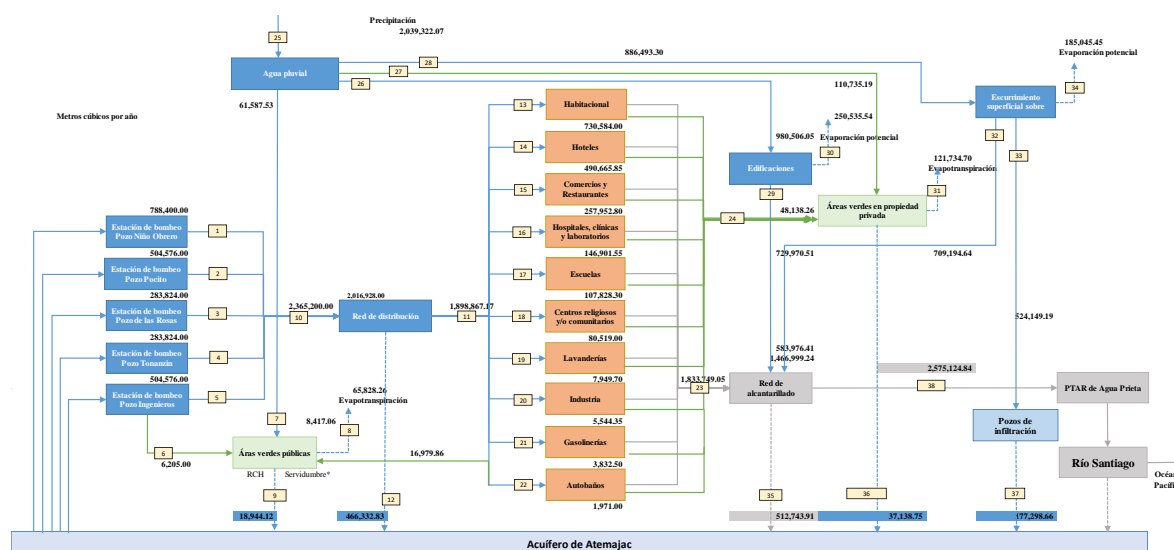 Precipitación
2,039,322.07
25
886,493.30
185,045.45
Evaporación potencial
28
27
26
Agua pluvial
34
61,587.53
110,735.19
Escurrimiento
superficial sobre
Metros cúbicos por año
13
Habitacional
730,584.00
250,535.54
980,506.05
Evaporación potencial
30
32
33
14
Hoteles
490,665.85
Edificaciones
121,734.70
Evapotranspiración
15
Comercios y
Restaurantes
257,952.80
29
31
788,400.00
Estación de bombeo
Pozo Niño Obrero
1
16
Hospitales, clínicas
y laboratorios
146,901.55
24
48,138.26
Áreas verdes en propiedad
privada
729,970.51
709,194.64
504,576.00
Estación de bombeo
Pozo Pocito
2
17
Escuelas
107,828.30
283,824.00
Estación de bombeo
Pozo de las Rosas
3
2,365,200.00
10
2,016,928.00
Red de distribución
1,898,867.17
11
18
Centros religiosos
y/o comunitarios
80,519.00
524,149.19
283,824.00
Estación de bombeo
Pozo Tonanzin
4
19
Lavanderías
7,949.70
583,976.41
1,466,999.24
2,575,124.84
504,576.00
Estación de bombeo
Pozo Ingenieros
5
65,828.26
Evapotranspiración
20
Industria
5,544.35
1,833,749.05
23
Red de
alcantarillado
38
PTAR de Agua Prieta
7
8,417.06
8
21
Gasolinerías
3,832.50
Pozos de
infiltración
6
6,205.00
Áras verdes públicas
16,979.86
RCH
Servidumbre*
22
Autobaños
1,971.00
Río Santiago
Océan
Pacífi
9
12
35
36
37
18,944.12
466,332.83
512,743.91
37,138.75
177,298.66
Acuífero de Atemajac